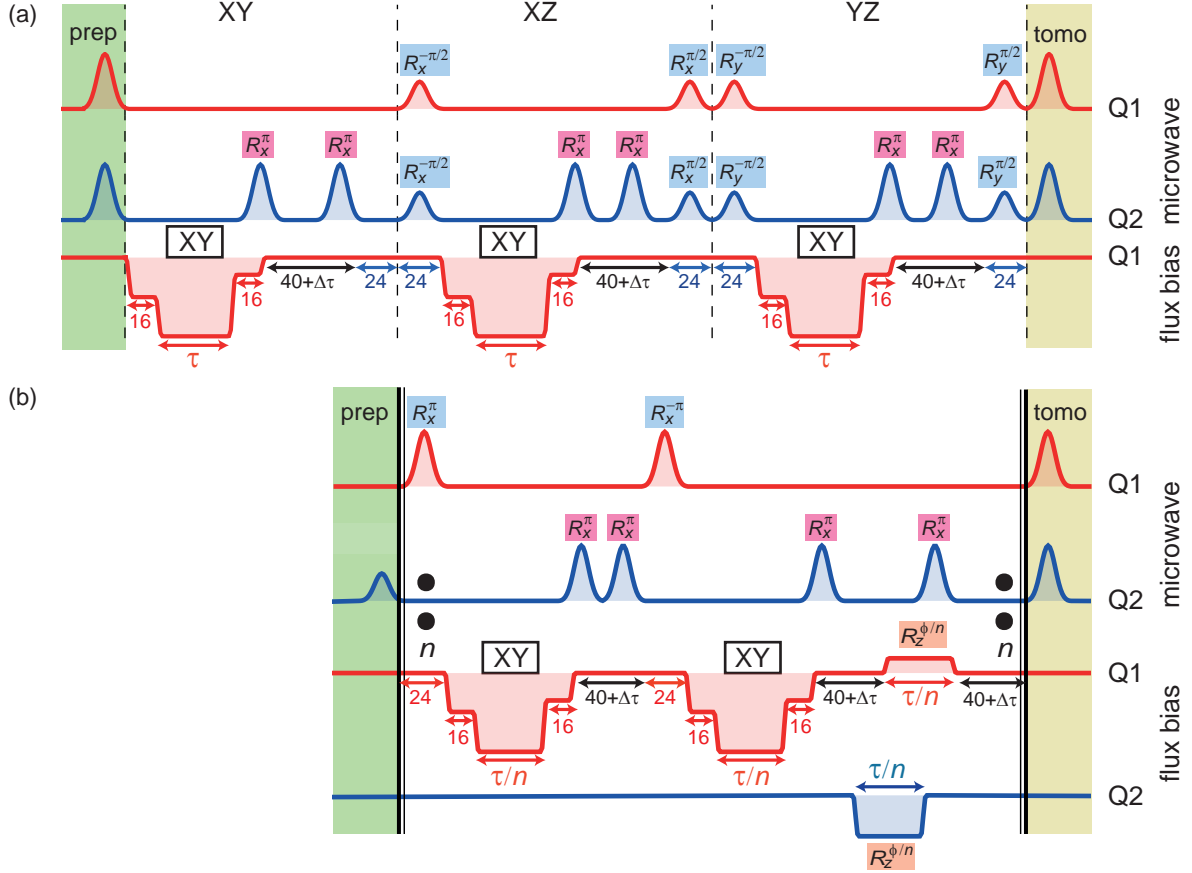 (a)
XY
XZ
YZ
prep
tomo
R_x^{-π/2}
R_x^{π/2}
R_y^{-π/2}
R_y^{π/2}
Q1
R_x^π
R_x^π
R_x^{-π/2}
R_x^π
R_x^π
R_x^{π/2}
R_y^{-π/2}
R_x^π
R_x^π
R_y^{π/2}
Q2
microwave
XY
XY
XY
Q1
16
τ
16
40+Δτ
24
24
16
τ
16
40+Δτ
24
24
16
τ
16
40+Δτ
24
flux bias
(b)
prep
tomo
R_x^π
R_x^{-π}
Q1
R_x^π
R_x^π
R_x^π
R_x^π
Q2
microwave
n
n
XY
XY
R_z^{ϕ/n}
Q1
24
16
τ/n
16
40+Δτ
24
16
τ/n
16
40+Δτ
τ/n
40+Δτ
flux bias
τ/n
Q2
R_z^{ϕ/n}